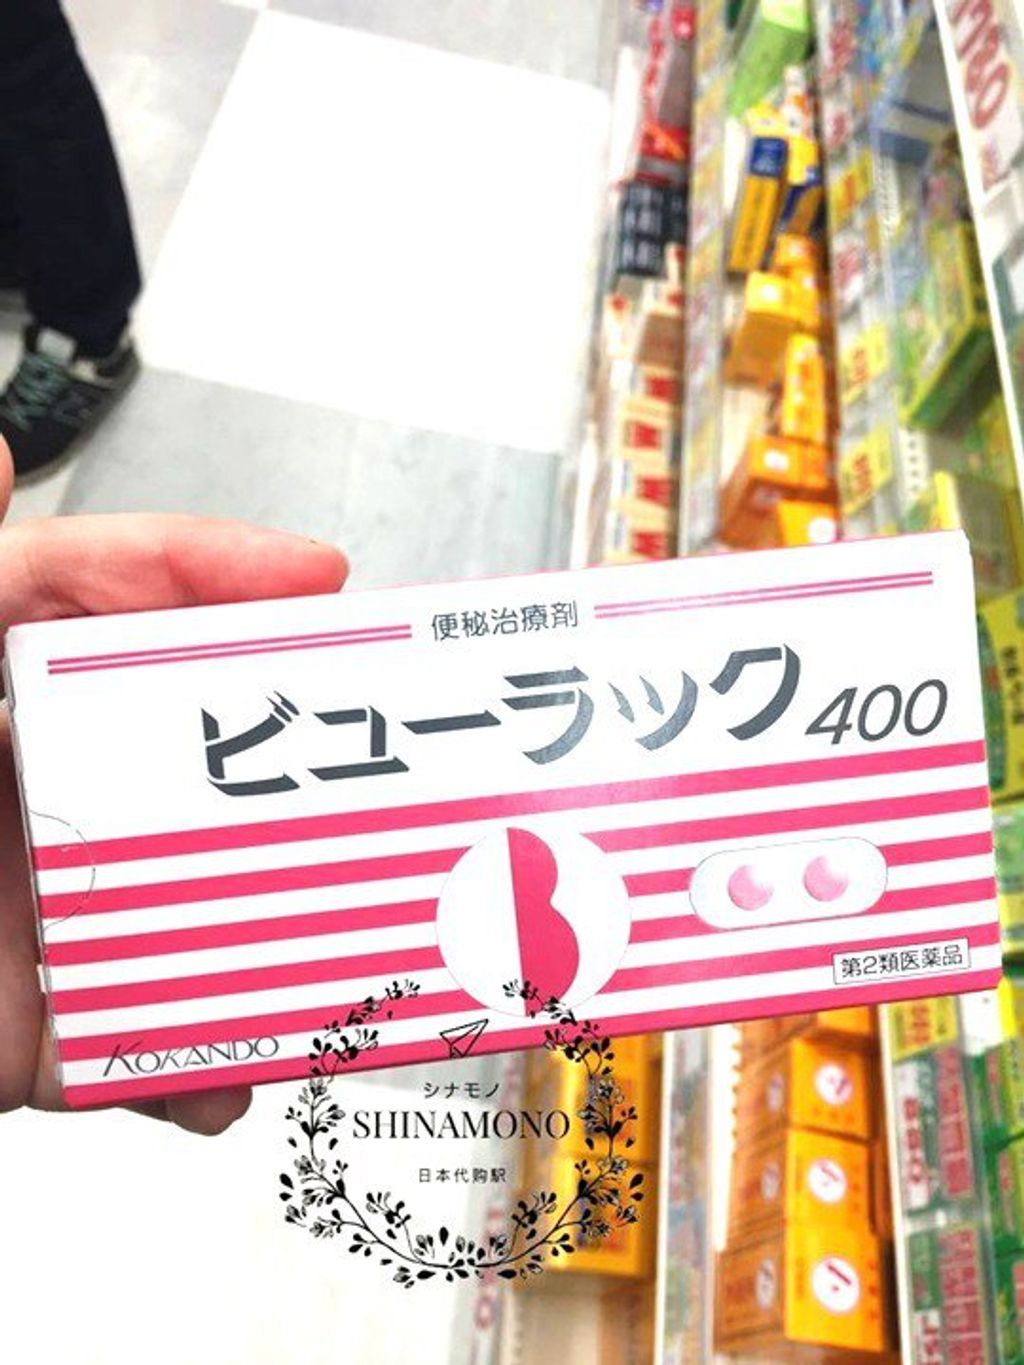 便秘治療剤
ビューラック400
B
第2類医薬品
KOKANDO
シナモノ
SHINAMONO
日本代购駅